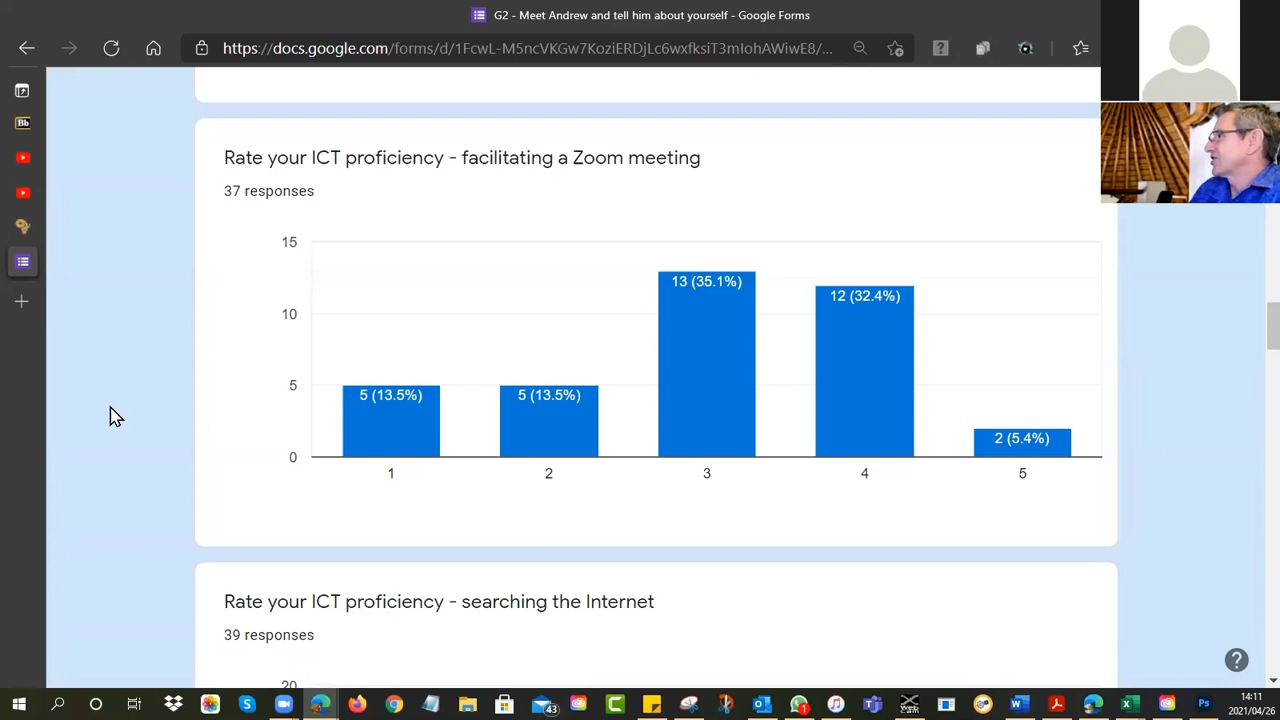 G2 - Meet Andrew and tell him about yourself - Google Forms
https://docs.google.com/forms/d/1FcwL-M5ncVKGw7KoziERDjLc6wxfksiT3mIohAWiwE8/...
Bb
Rate your ICT proficiency - facilitating a Zoom meeting
37 responses
15
10
5
0
13 (35.1%)
12 (32.4%)
5 (13.5%)
5 (13.5%)
2 (5.4%)
1
2
3
4
5
Rate your ICT proficiency - searching the Internet
39 responses
20
43
1
14:11
2021/04/26